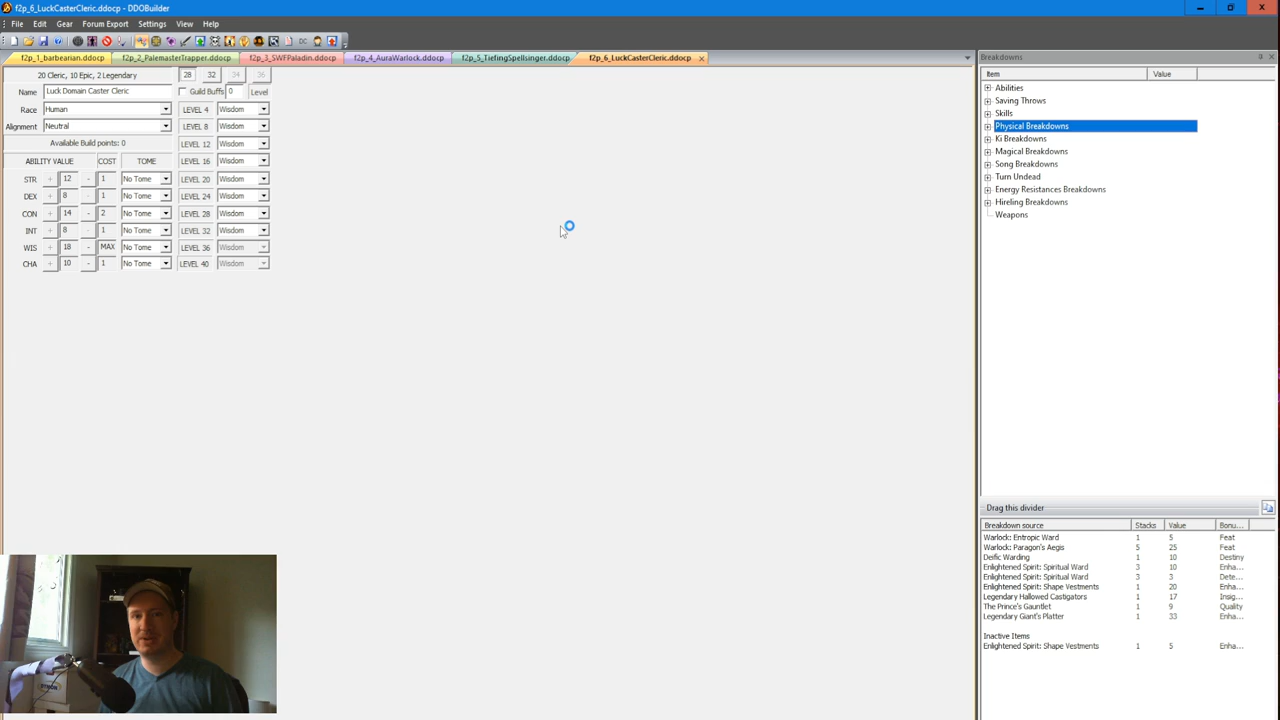 f2p_6_LuckCasterCleric.ddocp - DDOBuilder
File Edit Gear Forum Export Settings View Help
f2p_1_barbearian.ddocp f2p_2_PalemasterTrapper.ddocp f2p_3_SWFPaladin.ddocp f2p_4_AuraWarlock.ddocp f2p_5_TieflingSpellsinger.ddocp f2p_6_LuckCasterCleric.ddocp x
20 Cleric, 10 Epic, 2 Legendary 28 32 34 36
Name Luck Domain Caster Cleric Guild Buffs 0 Level
Race Human LEVEL 4 Wisdom
Alignment Neutral LEVEL 8 Wisdom
Available Build points: 0 LEVEL 12 Wisdom
ABILITY VALUE COST TOME LEVEL 16 Wisdom
STR + 12 - 1 No Tome LEVEL 20 Wisdom
DEX + 8 - 1 No Tome LEVEL 24 Wisdom
CON + 14 - 2 No Tome LEVEL 28 Wisdom
INT + 8 - 1 No Tome LEVEL 32 Wisdom
WIS + 18 - MAX No Tome LEVEL 36 Wisdom
CHA + 10 - 1 No Tome LEVEL 40 Wisdom
Breakdowns
Item Value
Abilities
Saving Throws
Skills
Physical Breakdowns
Ki Breakdowns
Magical Breakdowns
Song Breakdowns
Turn Undead
Energy Resistances Breakdowns
Hireling Breakdowns
Weapons
Drag this divider
Breakdown source Stacks Value Bonu...
Warlock: Entropic Ward 1 5 Feat
Warlock: Paragon's Aegis 5 25 Feat
Deific Warding 1 10 Destiny
Enlightened Spirit: Spiritual Ward 3 10 Enha...
Enlightened Spirit: Spiritual Ward 3 3 Dete...
Enlightened Spirit: Shape Vestments 1 20 Enha...
Legendary Hallowed Castigators 1 17 Insig...
The Prince's Gauntlet 1 9 Quality
Legendary Giant's Platter 1 33 Enha...
Inactive Items
Enlightened Spirit: Shape Vestments 1 5 Enha...